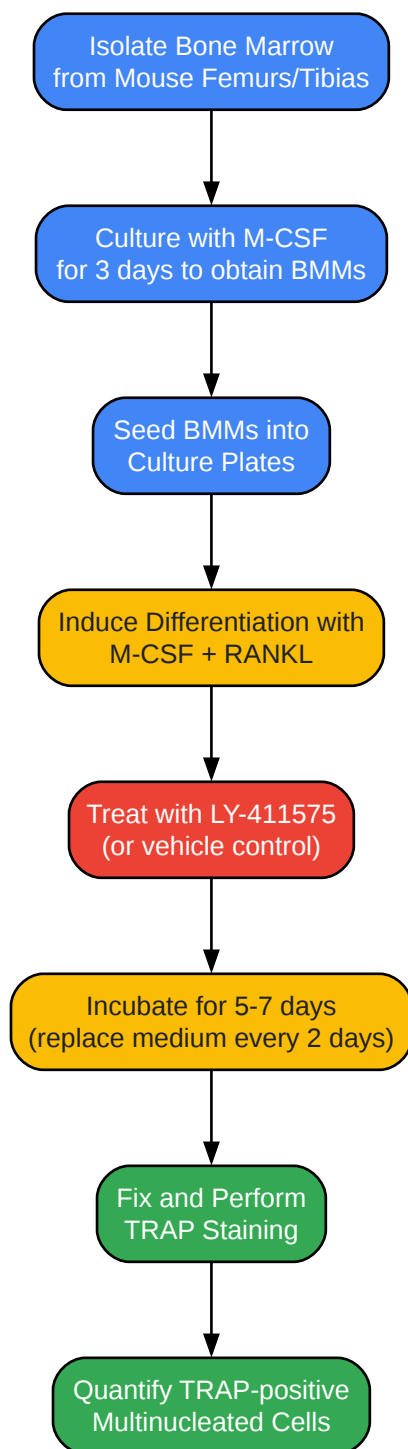 Isolate Bone Marrow
from Mouse Femurs/Tibias
Culture with M-CSF
for 3 days to obtain BMMs
Seed BMMs into
Culture Plates
Induce Differentiation with
M-CSF + RANKL
Treat with LY-411575
(or vehicle control)
Incubate for 5-7 days
(replace medium every 2 days)
Fix and Perform
TRAP Staining
Quantify TRAP-positive
Multinucleated Cells